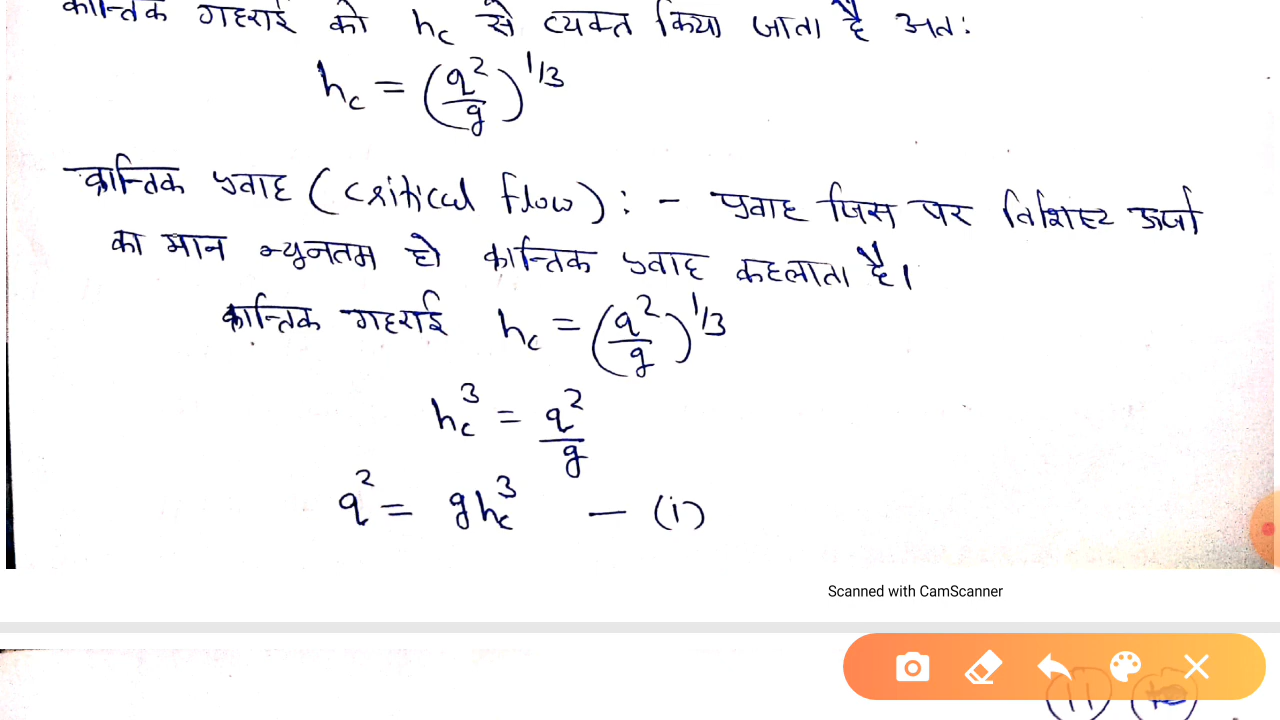 क्रान्तिक गहराई को hc से व्यक्त किया जाता है अतः
hc = (q²/g)^1/3
क्रान्तिक प्रवाह (Critical flow) : - प्रवाह जिस पर विशिष्ट ऊर्जा
का मान न्यूनतम हो क्रान्तिक प्रवाह कहलाता है।
क्रान्तिक गहराई hc = (q²/g)^1/3
hc³ = q²/g
q² = ghc³ — (i)
Scanned with CamScanner